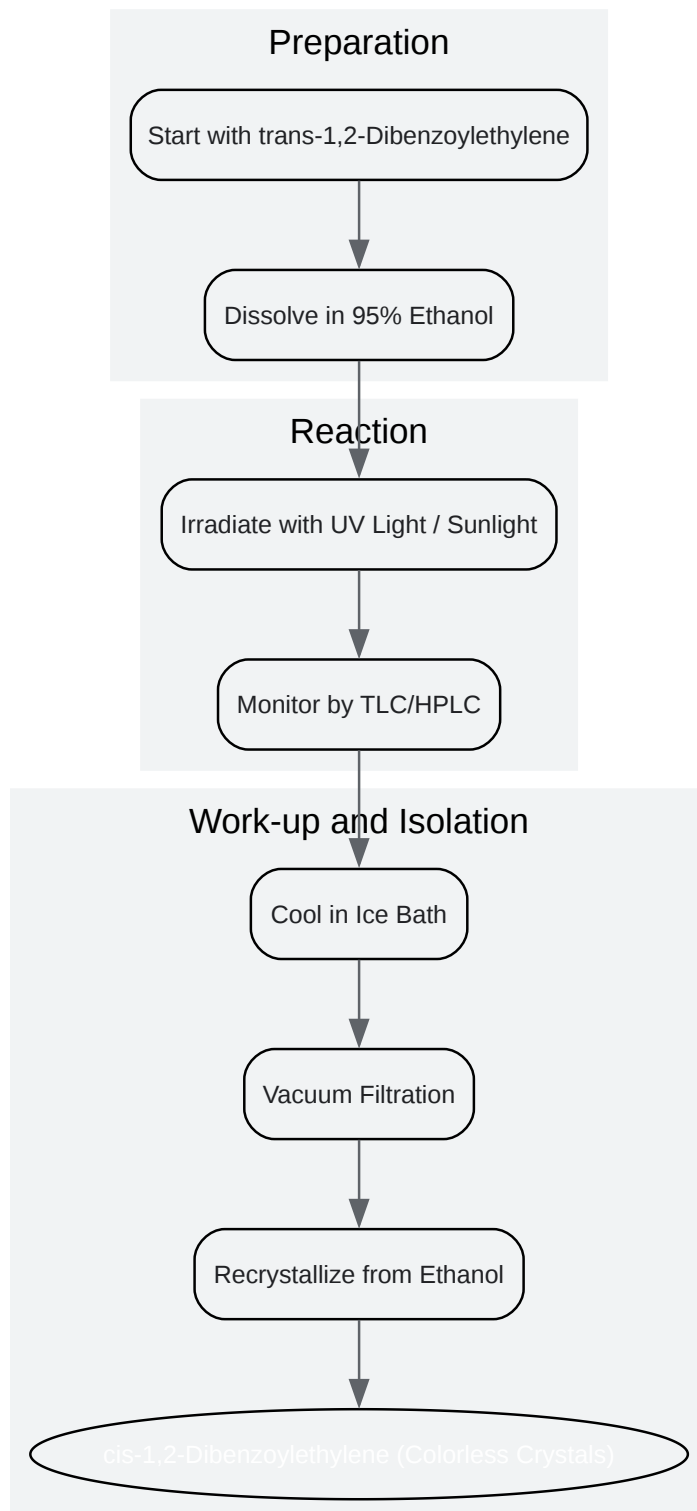 Preparation
Start with trans-1,2-Dibenzoylethylene
Dissolve in 95% Ethanol
Reaction
Irradiate with UV Light / Sunlight
Monitor by TLC/HPLC
Work-up and Isolation
Cool in Ice Bath
Vacuum Filtration
Recrystallize from Ethanol
cis-1,2-Dibenzoylethylene (Colorless Crystals)